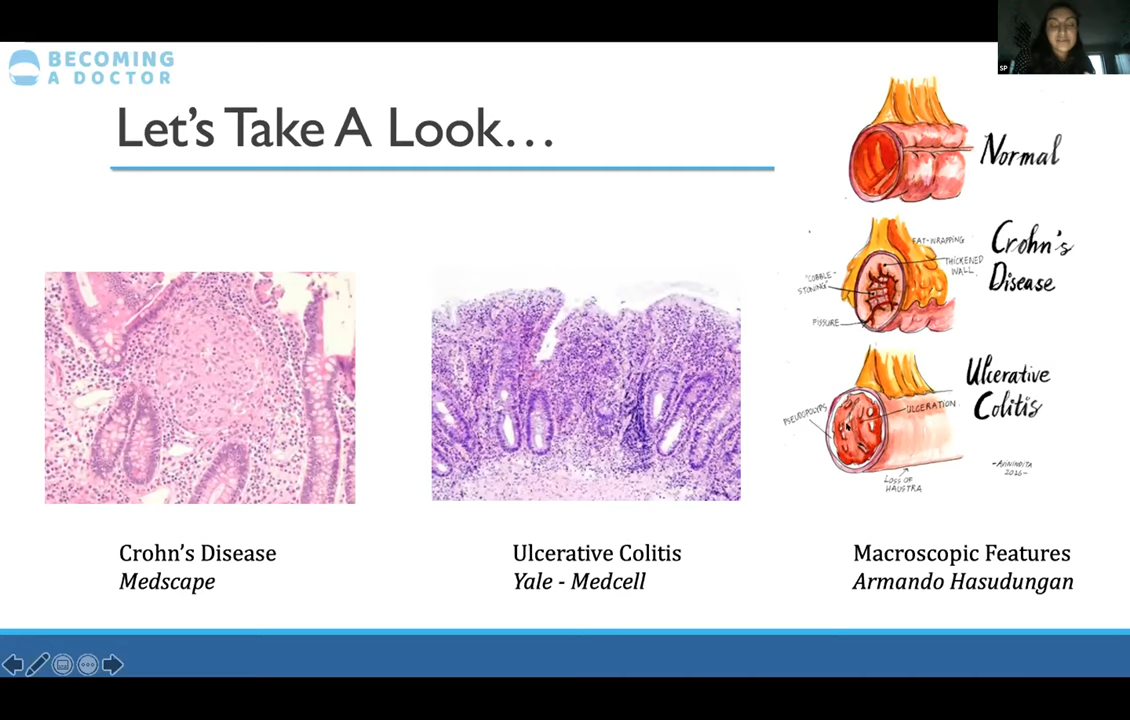 BECOMING
A DOCTOR
SP
Let's Take A Look...
Normal
Crohn's
Disease
FAT-WRAPPING
THICKENED
WALL
"COBBLE-
STONING"
FISSURE
Ulcerative
Colitis
PSEUDOPOLYPS
ULCERATION
LOSS OF
HAUSTRA
2016
Crohn's Disease
Medscape
Ulcerative Colitis
Yale - Medcell
Macroscopic Features
Armando Hasudungan